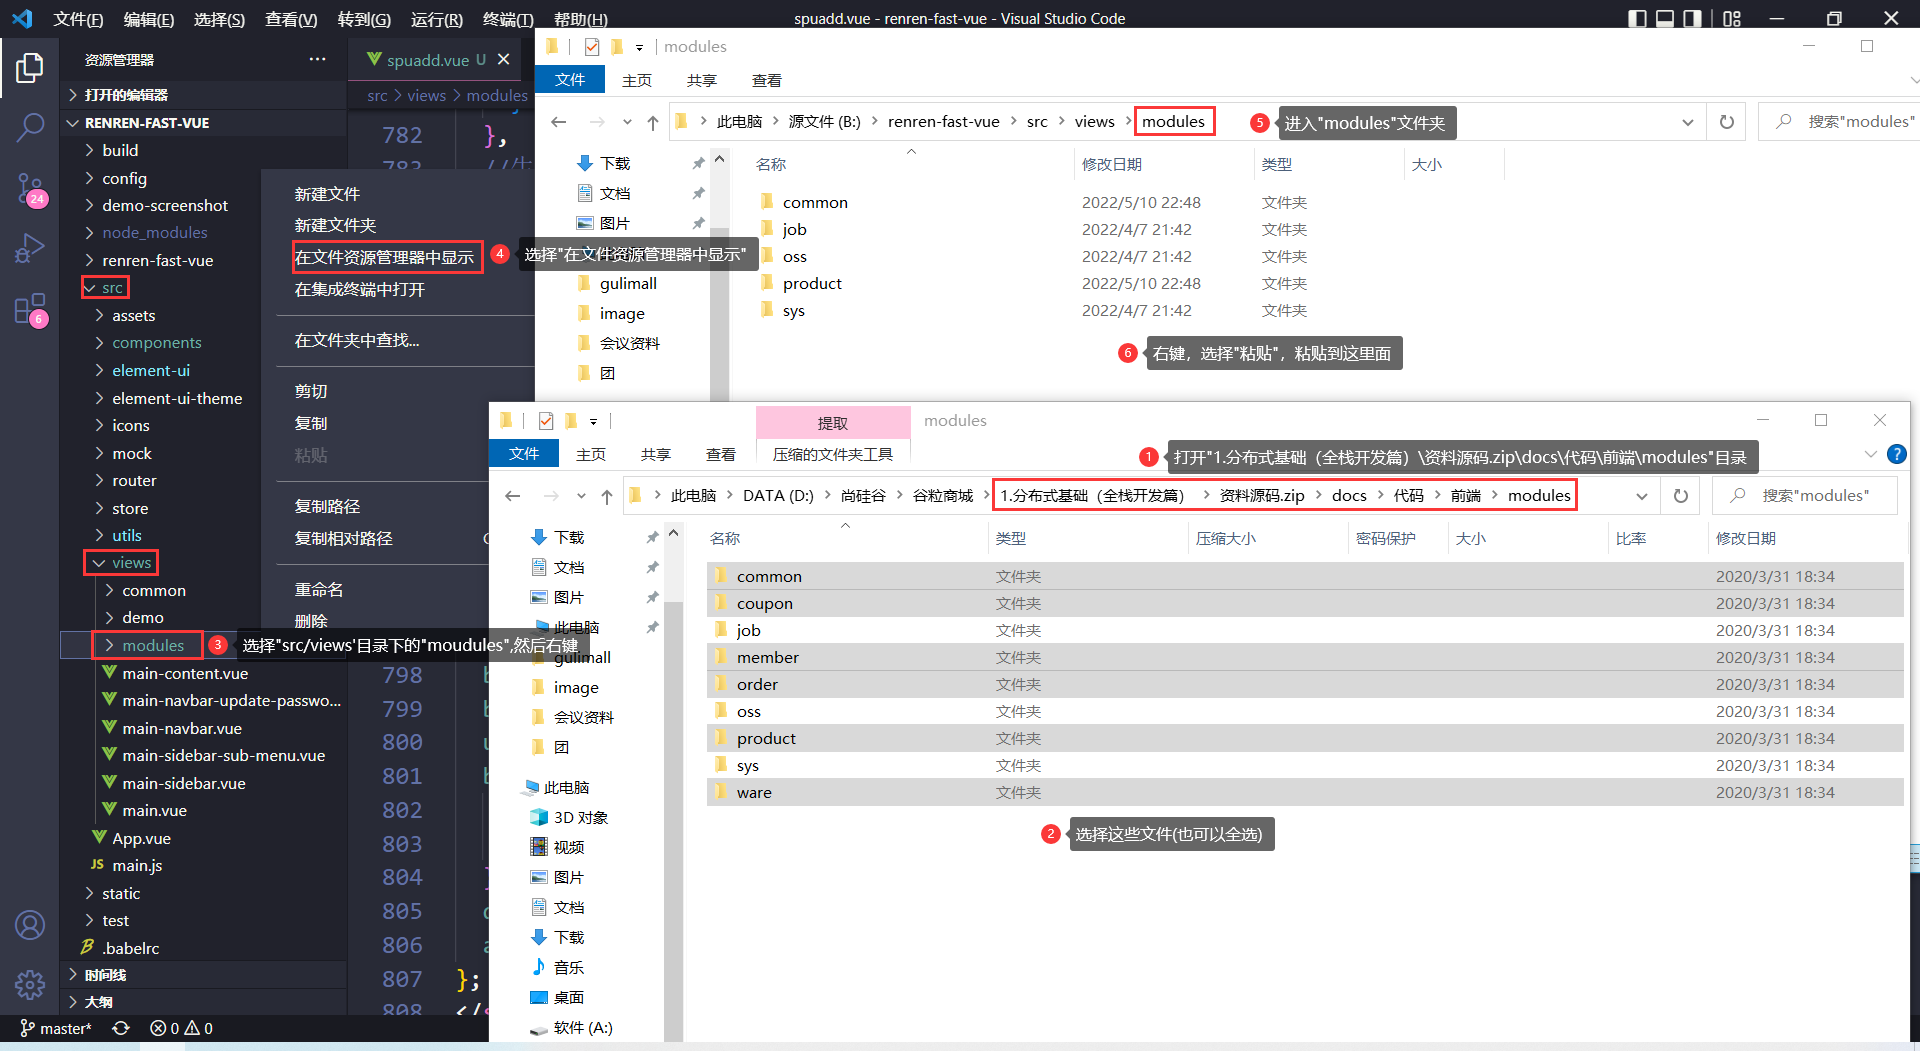 文件(F) 编辑(E) 选择(S) 查看(V) 转到(G) 运行(R) 终端(T) 帮助(H)
spuadd.vue - renren-fast-vue - Visual Studio Code
资源管理器
打开的编辑器
RENREN-FAST-VUE
build
config
demo-screenshot
node_modules
renren-fast-vue
src
assets
components
element-ui
element-ui-theme
icons
mock
router
store
utils
views
common
demo
modules
main-content.vue
main-navbar-update-passwo...
main-navbar.vue
main-sidebar-sub-menu.vue
main-sidebar.vue
main.vue
App.vue
JS main.js
static
test
.babelrc
时间线
大纲
24
6
master*
0 0
spuadd.vue U
src > views > modules
782 },
783
798
799
800
801
802
803
804
805
806
807 };
808
新建文件
新建文件夹
在文件资源管理器中显示
在集成终端中打开
在文件夹中查找...
剪切
复制
粘贴
复制路径
复制相对路径
重命名
删除
3 选择"src/views'目录下的"moudules",然后右键
4 选择"在文件资源管理器中显示"
modules
文件 主页 共享 查看
此电脑 > 源文件 (B:) > renren-fast-vue > src > views > modules
5 进入"modules"文件夹
搜索"modules"
下载
文档
图片
gulimall
image
会议资料
团
名称 修改日期 类型 大小
common 2022/5/10 22:48 文件夹
job 2022/4/7 21:42 文件夹
oss 2022/4/7 21:42 文件夹
product 2022/5/10 22:48 文件夹
sys 2022/4/7 21:42 文件夹
6 右键，选择"粘贴"，粘贴到这里面
提取 modules
文件 主页 共享 查看 压缩的文件夹工具
1 打开"1.分布式基础（全栈开发篇）\资料源码.zip\docs\代码\前端\modules"目录
此电脑 > DATA (D:) > 尚硅谷 > 谷粒商城 > 1.分布式基础（全栈开发篇） > 资料源码.zip > docs > 代码 > 前端 > modules
搜索"modules"
下载
文档
图片
此电脑
gulimall
image
会议资料
团
此电脑
3D 对象
视频
图片
文档
下载
音乐
桌面
软件 (A:)
名称 类型 压缩大小 密码保护 大小 比率 修改日期
common 文件夹 2020/3/31 18:34
coupon 文件夹 2020/3/31 18:34
job 文件夹 2020/3/31 18:34
member 文件夹 2020/3/31 18:34
order 文件夹 2020/3/31 18:34
oss 文件夹 2020/3/31 18:34
product 文件夹 2020/3/31 18:34
sys 文件夹 2020/3/31 18:34
ware 文件夹 2020/3/31 18:34
2 选择这些文件(也可以全选)